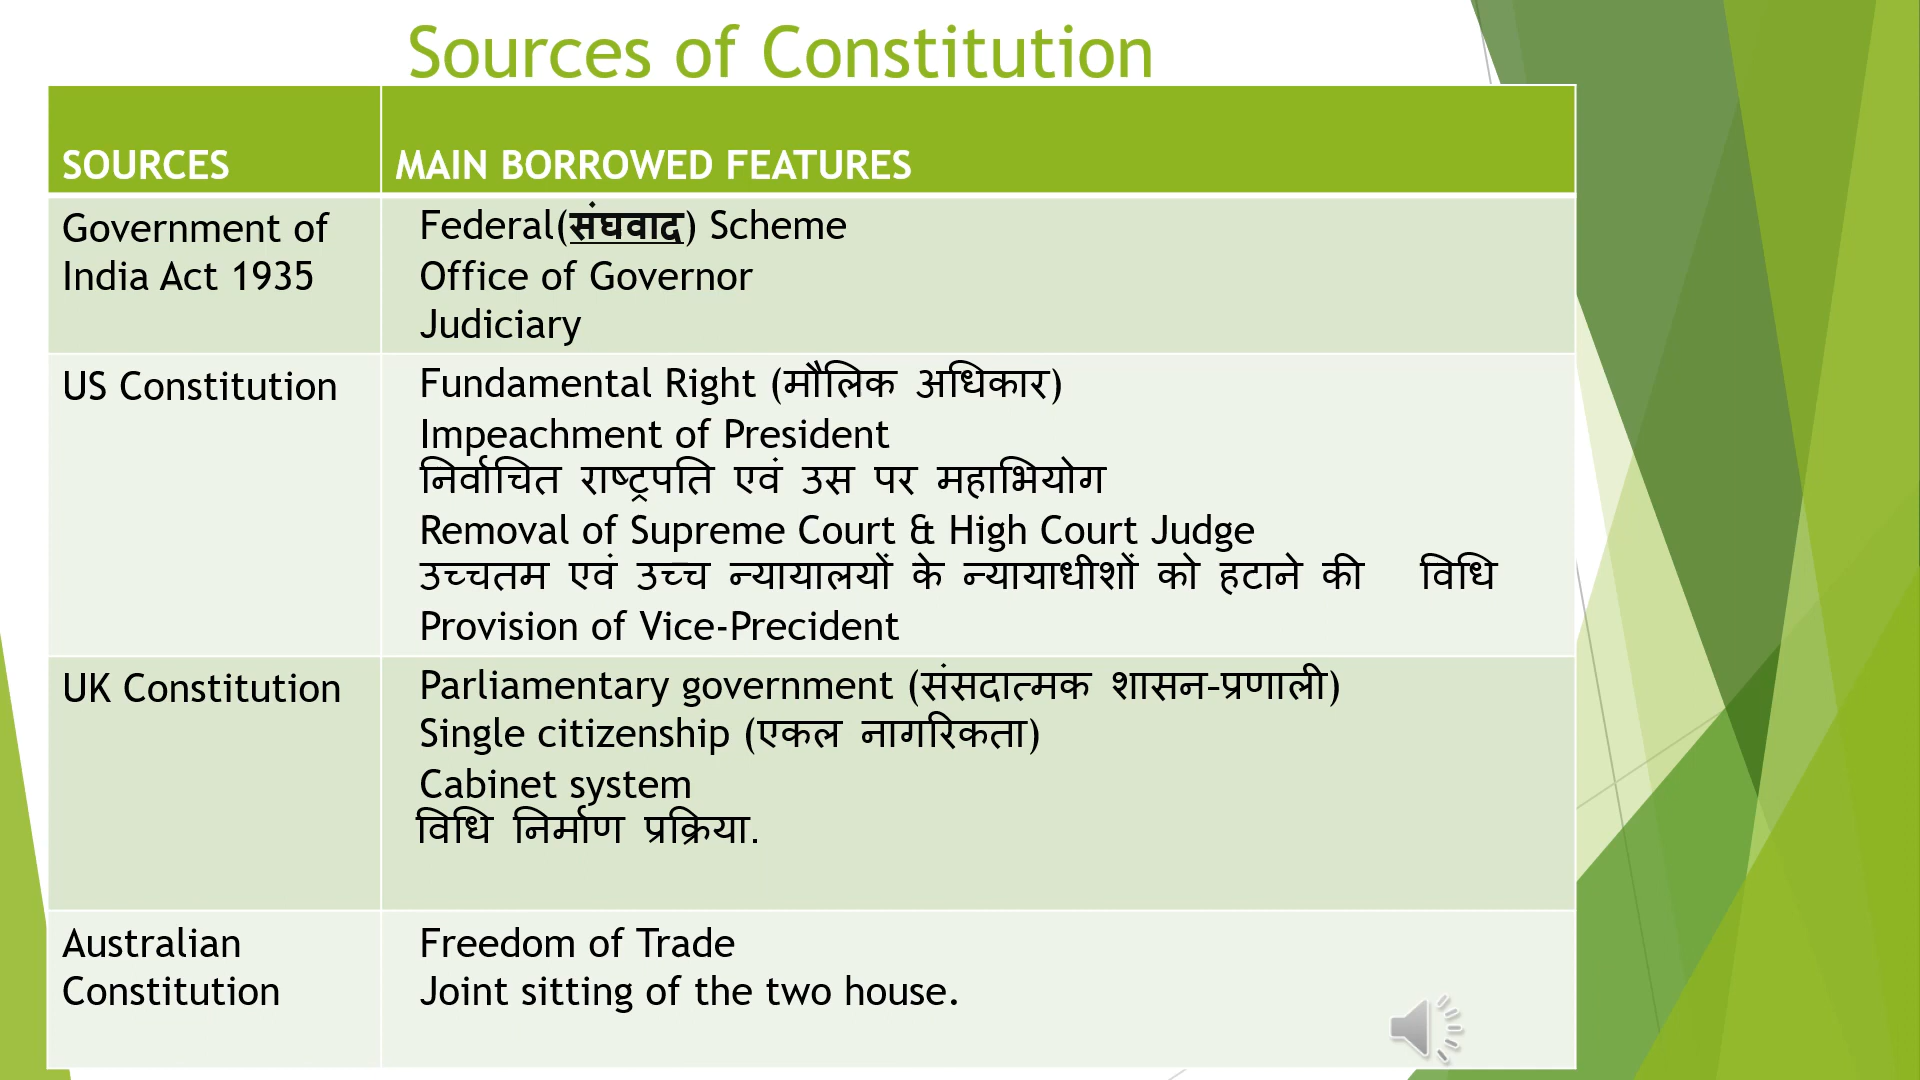 Sources of Constitution
SOURCES
MAIN BORROWED FEATURES
Government of
India Act 1935
Federal(संघवाद) Scheme
Office of Governor
Judiciary
US Constitution
Fundamental Right (मौलिक अधिकार)
Impeachment of President
निर्वाचित राष्ट्रपति एवं उस पर महाभियोग
Removal of Supreme Court & High Court Judge
उच्चतम एवं उच्च न्यायालयों के न्यायाधीशों को हटाने की विधि
Provision of Vice-Precident
UK Constitution
Parliamentary government (संसदात्मक शासन-प्रणाली)
Single citizenship (एकल नागरिकता)
Cabinet system
विधि निर्माण प्रक्रिया.
Australian
Constitution
Freedom of Trade
Joint sitting of the two house.